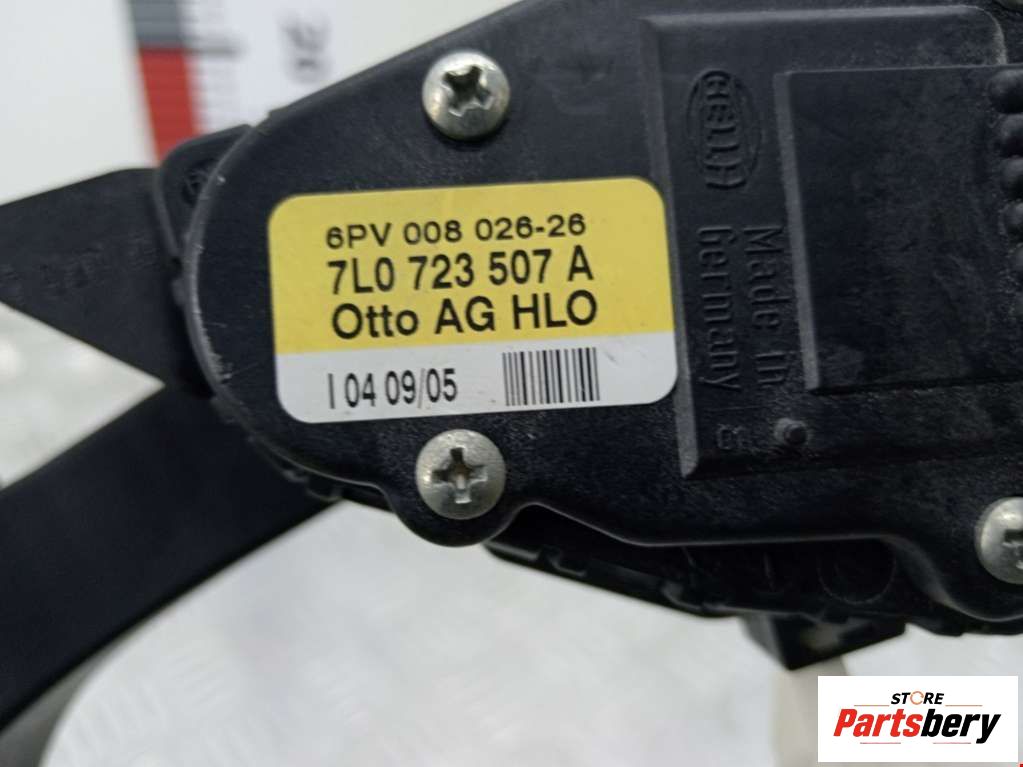 HELLA
6PV 008 026-26
7L0 723 507 A
Otto AG HLO
I 04 09/05
Made in
Germany
STORE
Partsbery